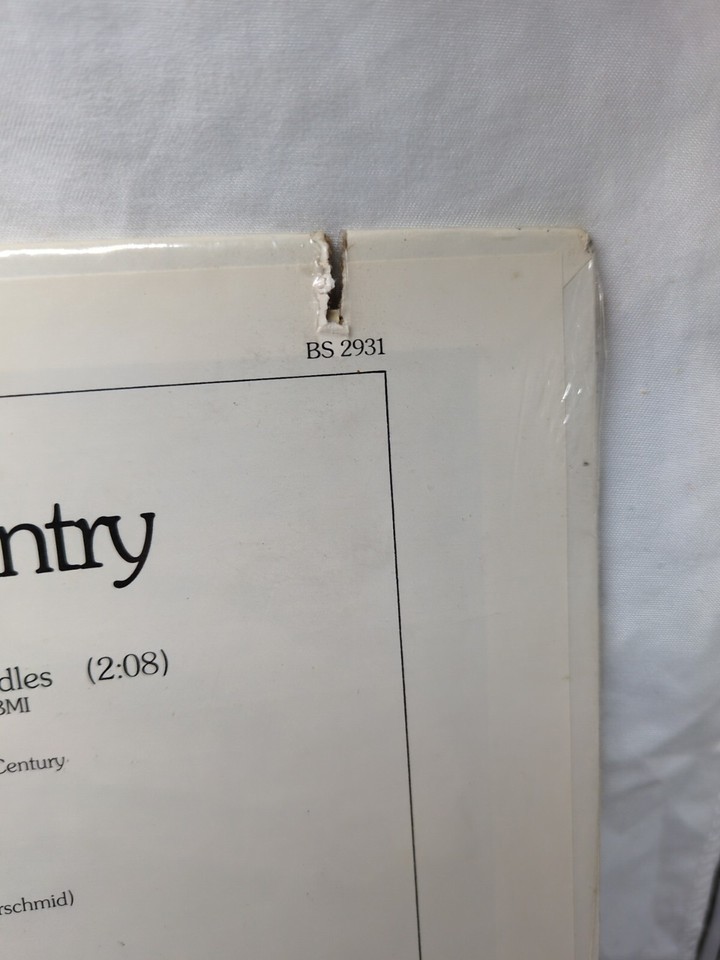 BS 2931
ntry
dles (2:08)
BMI
Century
rschmid)